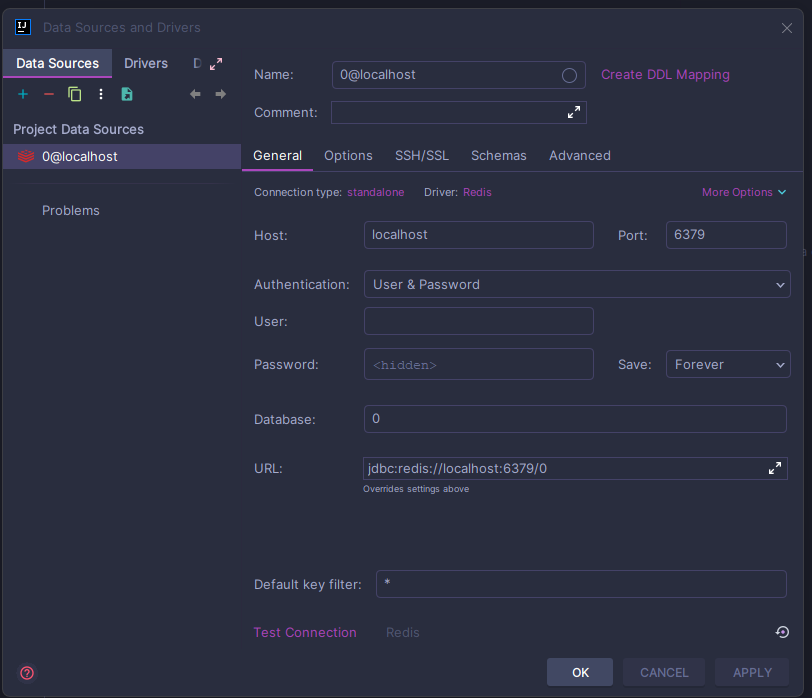 IJ Data Sources and Drivers
Data Sources Drivers D
Project Data Sources
0@localhost
Problems
Name: 0@localhost Create DDL Mapping
Comment:
General Options SSH/SSL Schemas Advanced
Connection type: standalone Driver: Redis More Options
Host: localhost Port: 6379
Authentication: User & Password
User:
Password: <hidden> Save: Forever
Database: 0
URL: jdbc:redis://localhost:6379/0
Overrides settings above
Default key filter: *
Test Connection Redis
? OK CANCEL APPLY